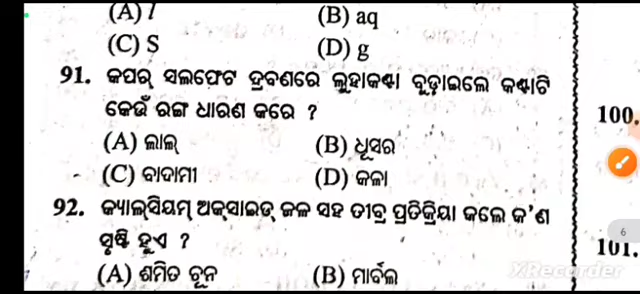 (A) l (B) aq
(C) S (D) g
91. କପର୍ ସଲଫେଟ ଦ୍ରବଣରେ ଲୁହାକଣ୍ଟା ବୁଡ଼ାଇଲେ କଣ୍ଟାଟି
କେଉଁ ରଙ୍ଗ ଧାରଣ କରେ ?
(A) ଲାଲ୍ (B) ଧୂସର
(C) ବାଦାମୀ (D) କଳା
92. କ୍ୟାଲ୍‌ସିୟମ୍ ଅକ୍‌ସାଇଡ୍ ଜଳ ସହ ତୀବ୍ର ପ୍ରତିକ୍ରିୟା କଲେ କ'ଣ
ସୃଷ୍ଟି ହୁଏ ?
(A) ଶମିତ ଚୂନ (B) ମାର୍ବଲ
100.
6
101.
XRecorder